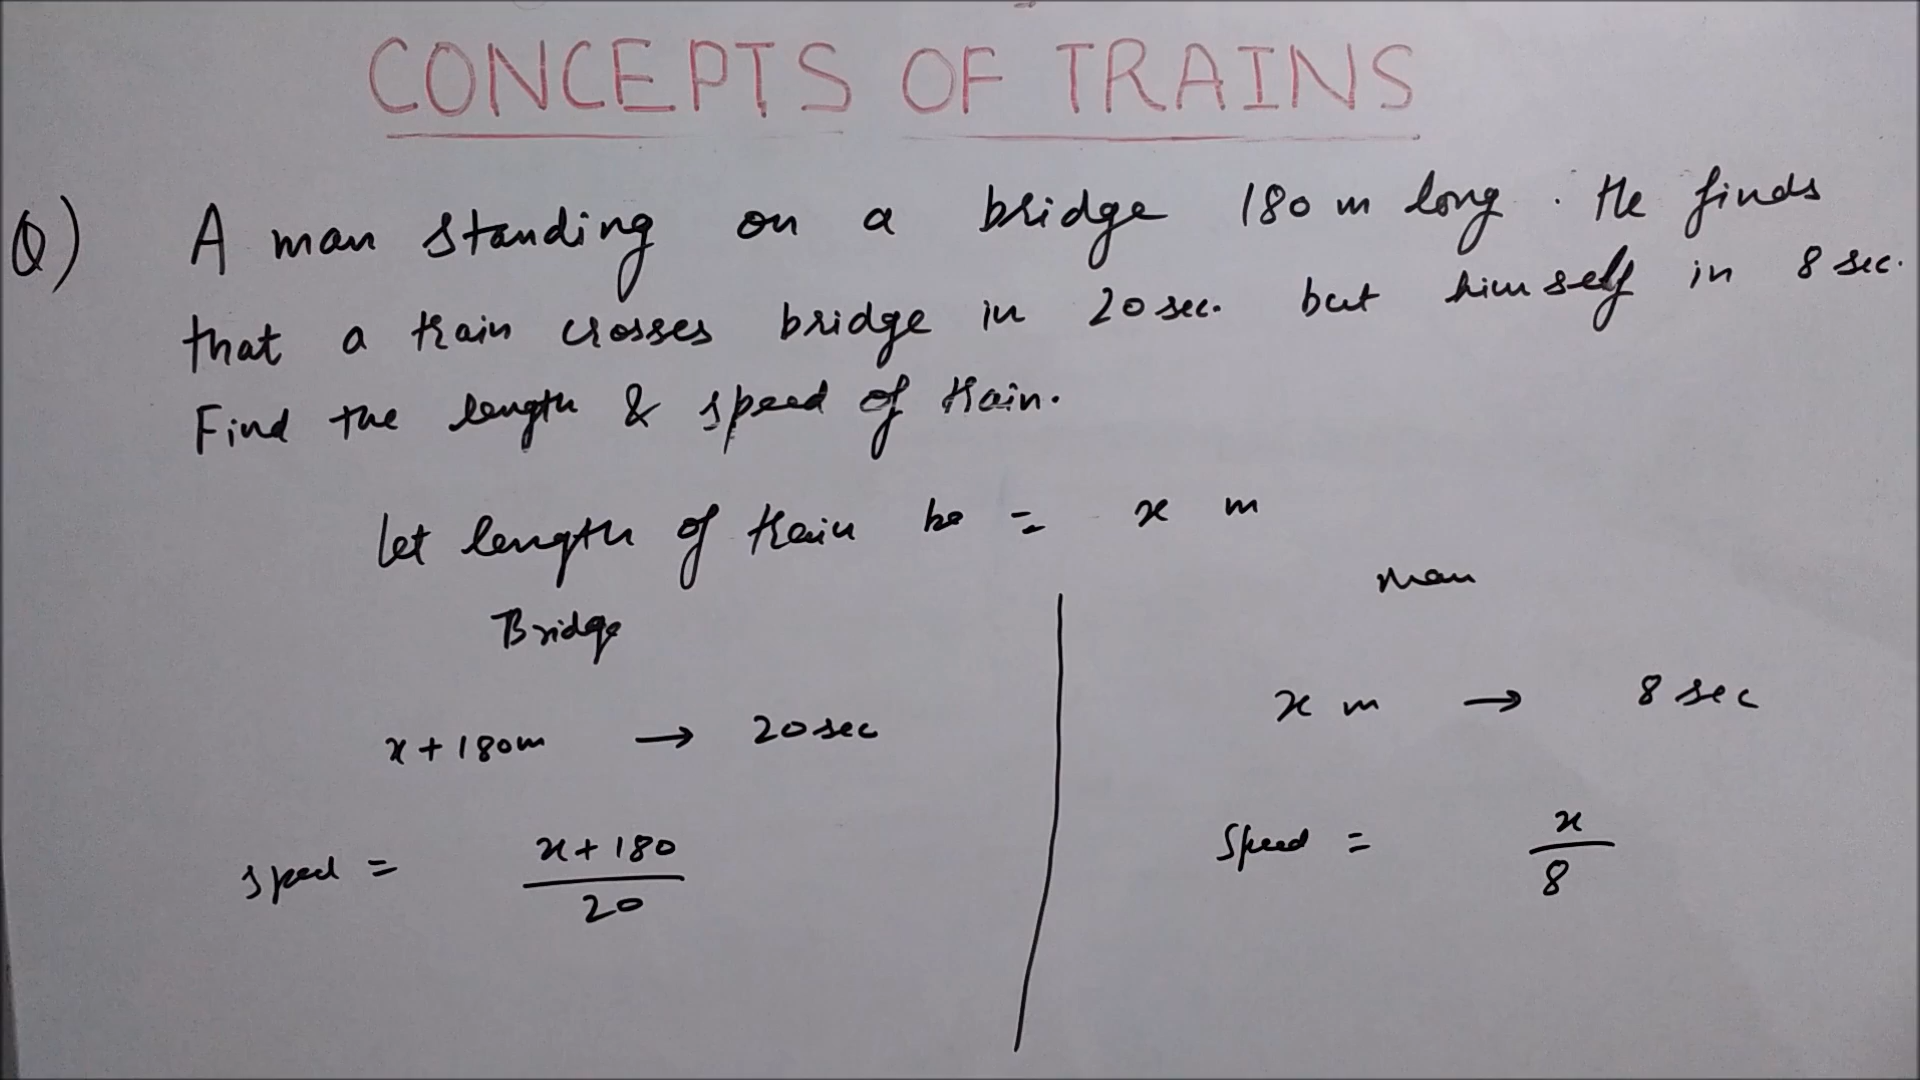 CONCEPTS OF TRAINS
Q) A man standing on a bridge 180 m long. He finds
that a train crosses bridge in 20 sec. but himself in 8 sec.
Find the length & speed of train.
let length of train be = x m
Bridge
x + 180m → 20 sec
speed = x + 180 / 20
Man
x m → 8 sec
Speed = x / 8